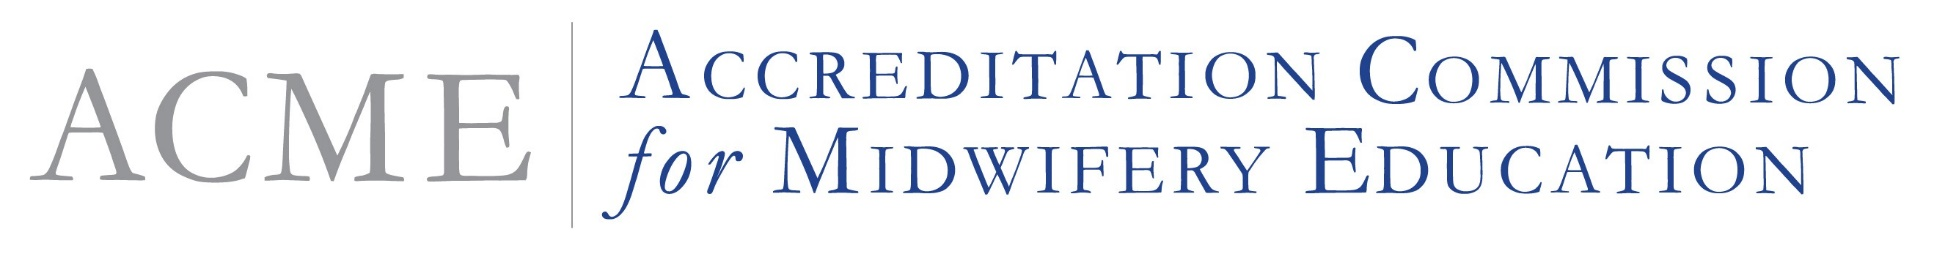 ACME
Accreditation Commission
for Midwifery Education